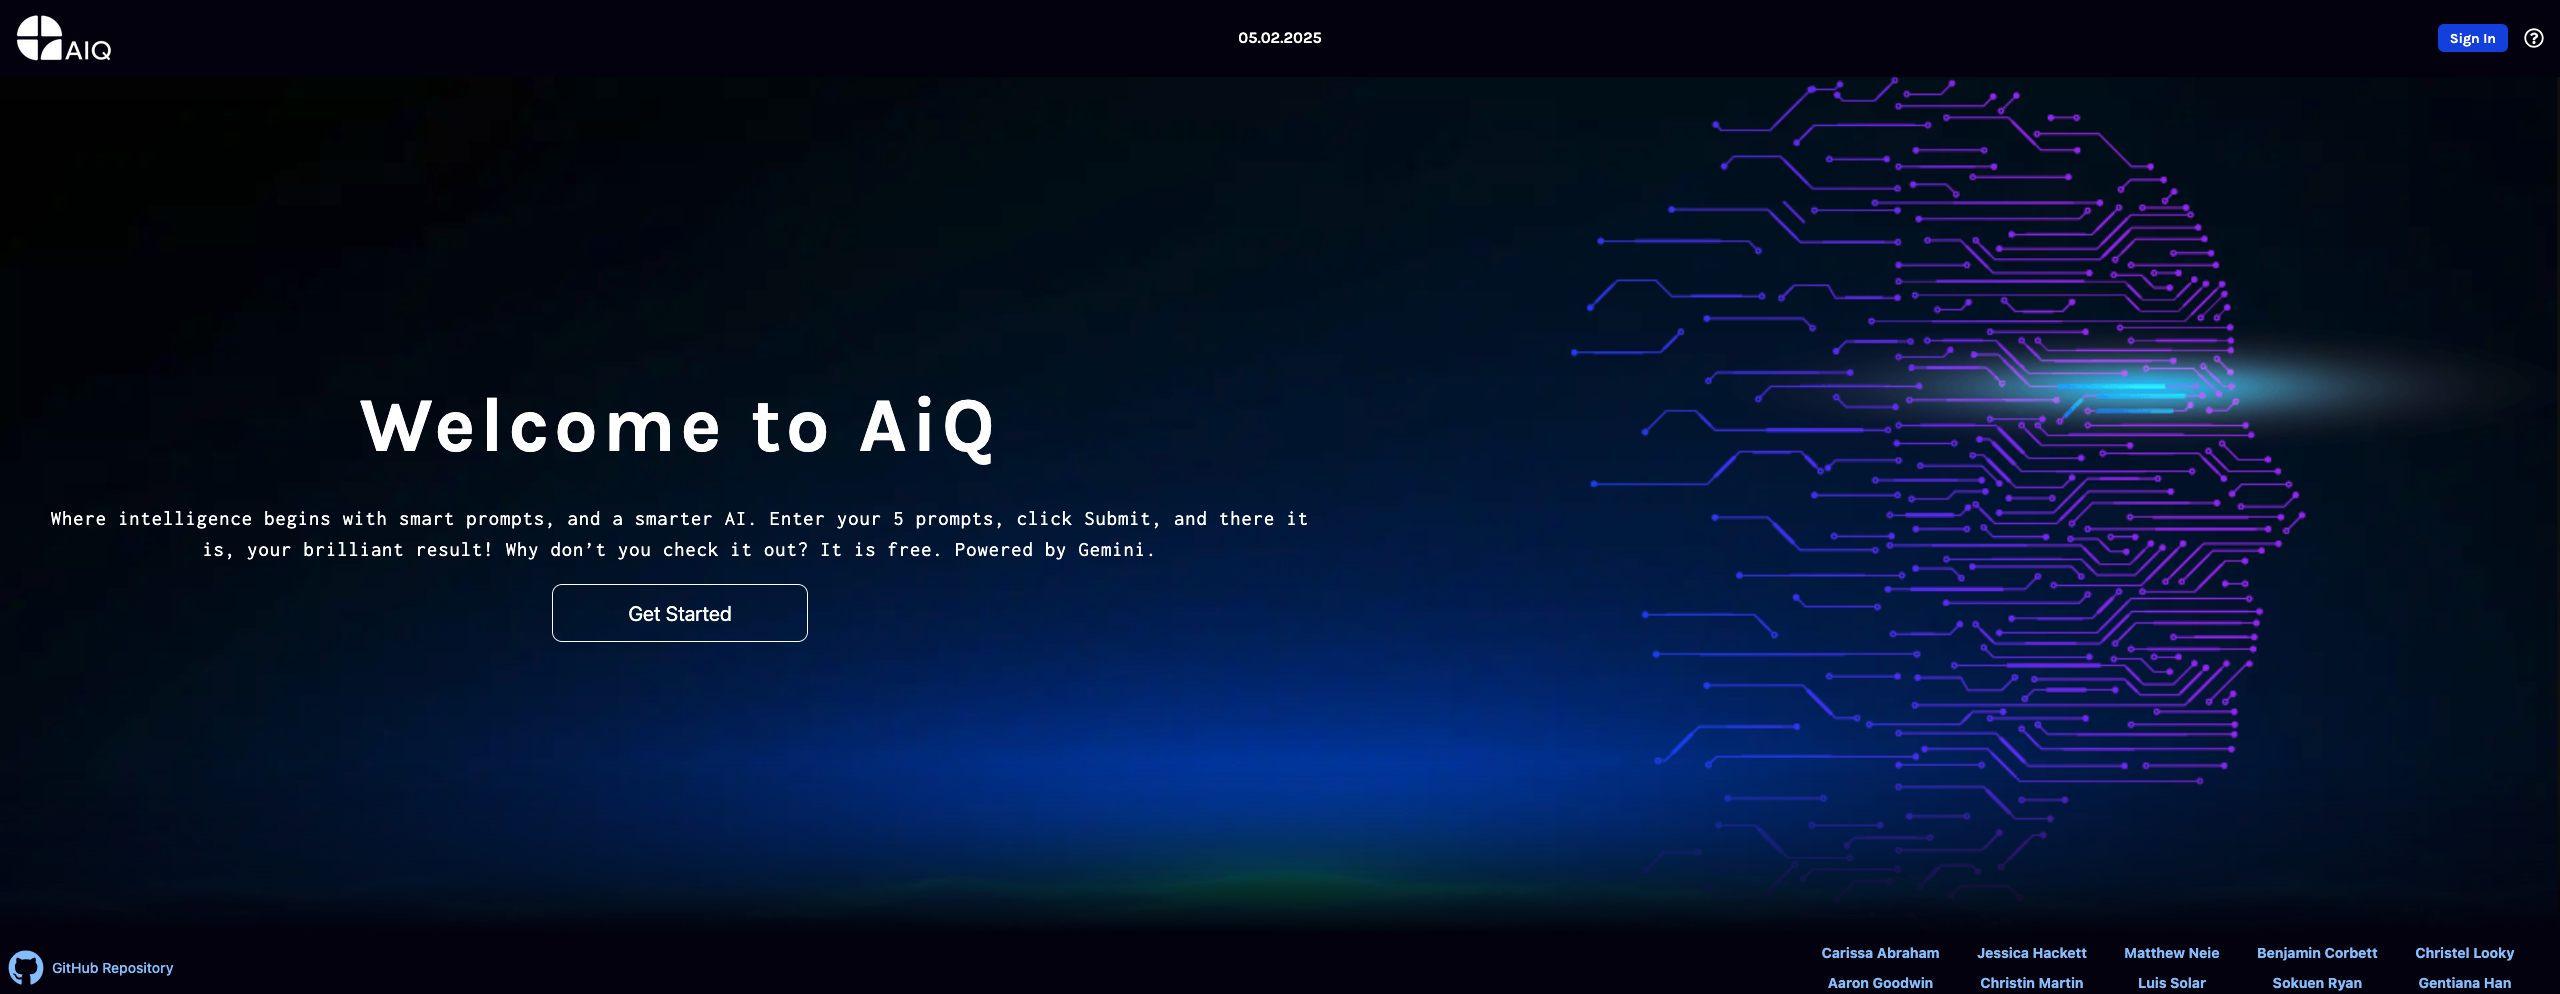 AIQ
05.02.2025
Sign In
Welcome to AiQ
Where intelligence begins with smart prompts, and a smarter AI. Enter your 5 prompts, click Submit, and there it
is, your brilliant result! Why don’t you check it out? It is free. Powered by Gemini.
Get Started
GitHub Repository
Carissa Abraham Jessica Hackett Matthew Neie Benjamin Corbett Christel Looky
Aaron Goodwin Christin Martin Luis Solar Sokuen Ryan Gentiana Han